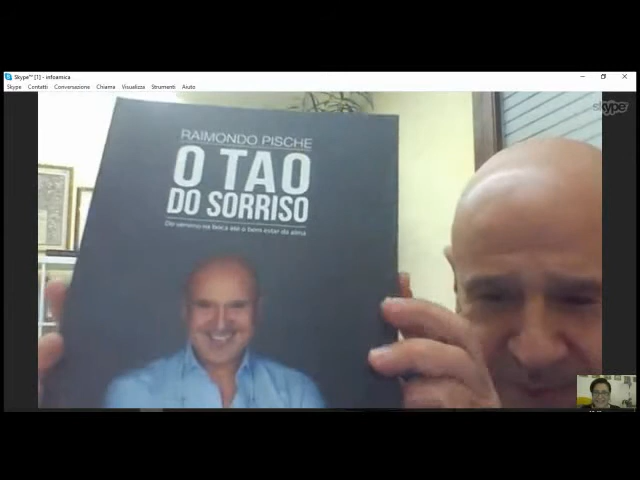 Skype™ [1] - infoamica
Skype Contatti Conversazione Chiama Visualizza Strumenti Aiuto
skype
RAIMONDO PISCHE
O TAO
DO SORRISO
Do veneno na boca até o bem estar da alma